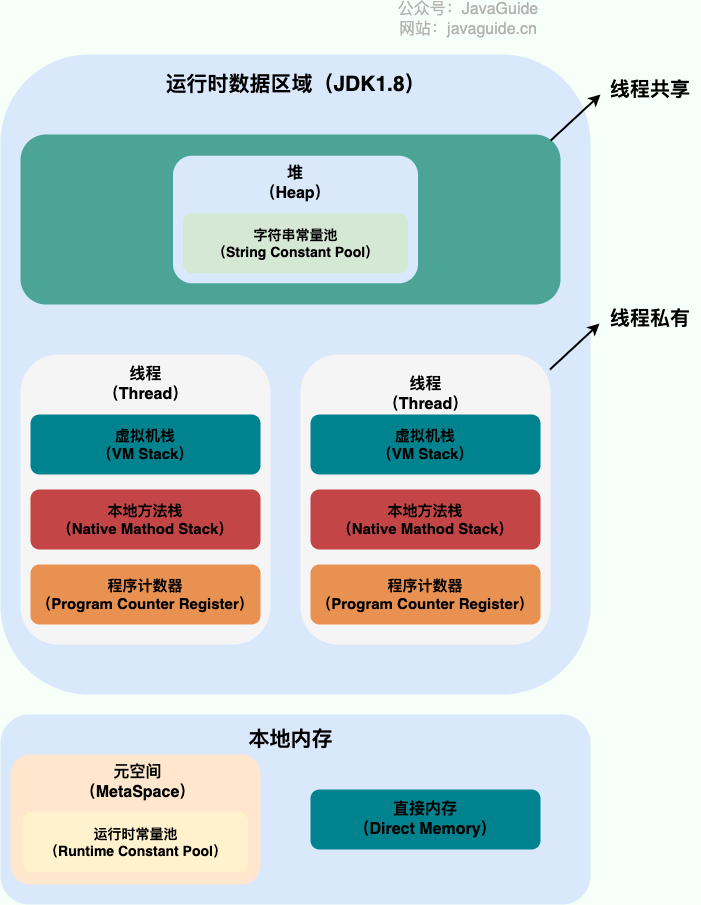 公众号：JavaGuide
网站：javaguide.cn
运行时数据区域（JDK1.8）
线程共享
堆
（Heap）
字符串常量池
（String Constant Pool）
线程私有
线程
（Thread）
虚拟机栈
（VM Stack）
本地方法栈
（Native Mathod Stack）
程序计数器
（Program Counter Register）
线程
（Thread）
虚拟机栈
（VM Stack）
本地方法栈
（Native Mathod Stack）
程序计数器
（Program Counter Register）
本地内存
元空间
（MetaSpace）
运行时常量池
（Runtime Constant Pool）
直接内存
（Direct Memory）